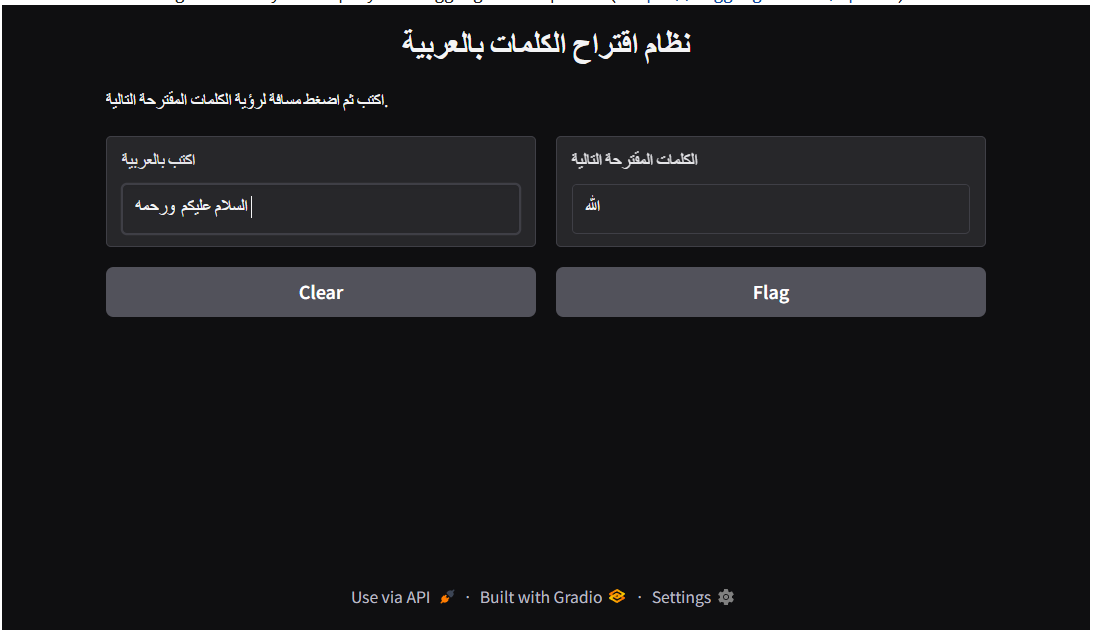 نظام اقتراح الكلمات بالعربية
اكتب ثم اضغط مسافة لرؤية الكلمات المقترحة التالية.
اكتب بالعربية
السلام عليكم ورحمه
الكلمات المقترحة التالية
الله
Clear
Flag
Use via API · Built with Gradio · Settings